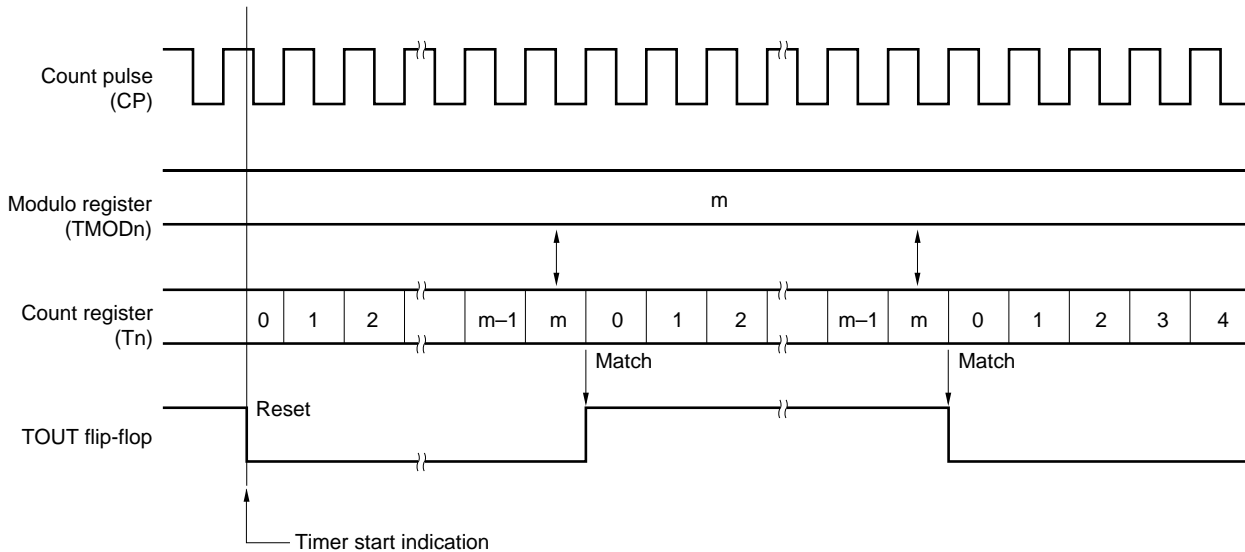 Count pulse
(CP)
Modulo register
(TMODn)
m
Count register
(Tn)
0 1 2 m–1 m 0 1 2 m–1 m 0 1 2 3 4
Match Match
Reset
TOUT flip-flop
Timer start indication